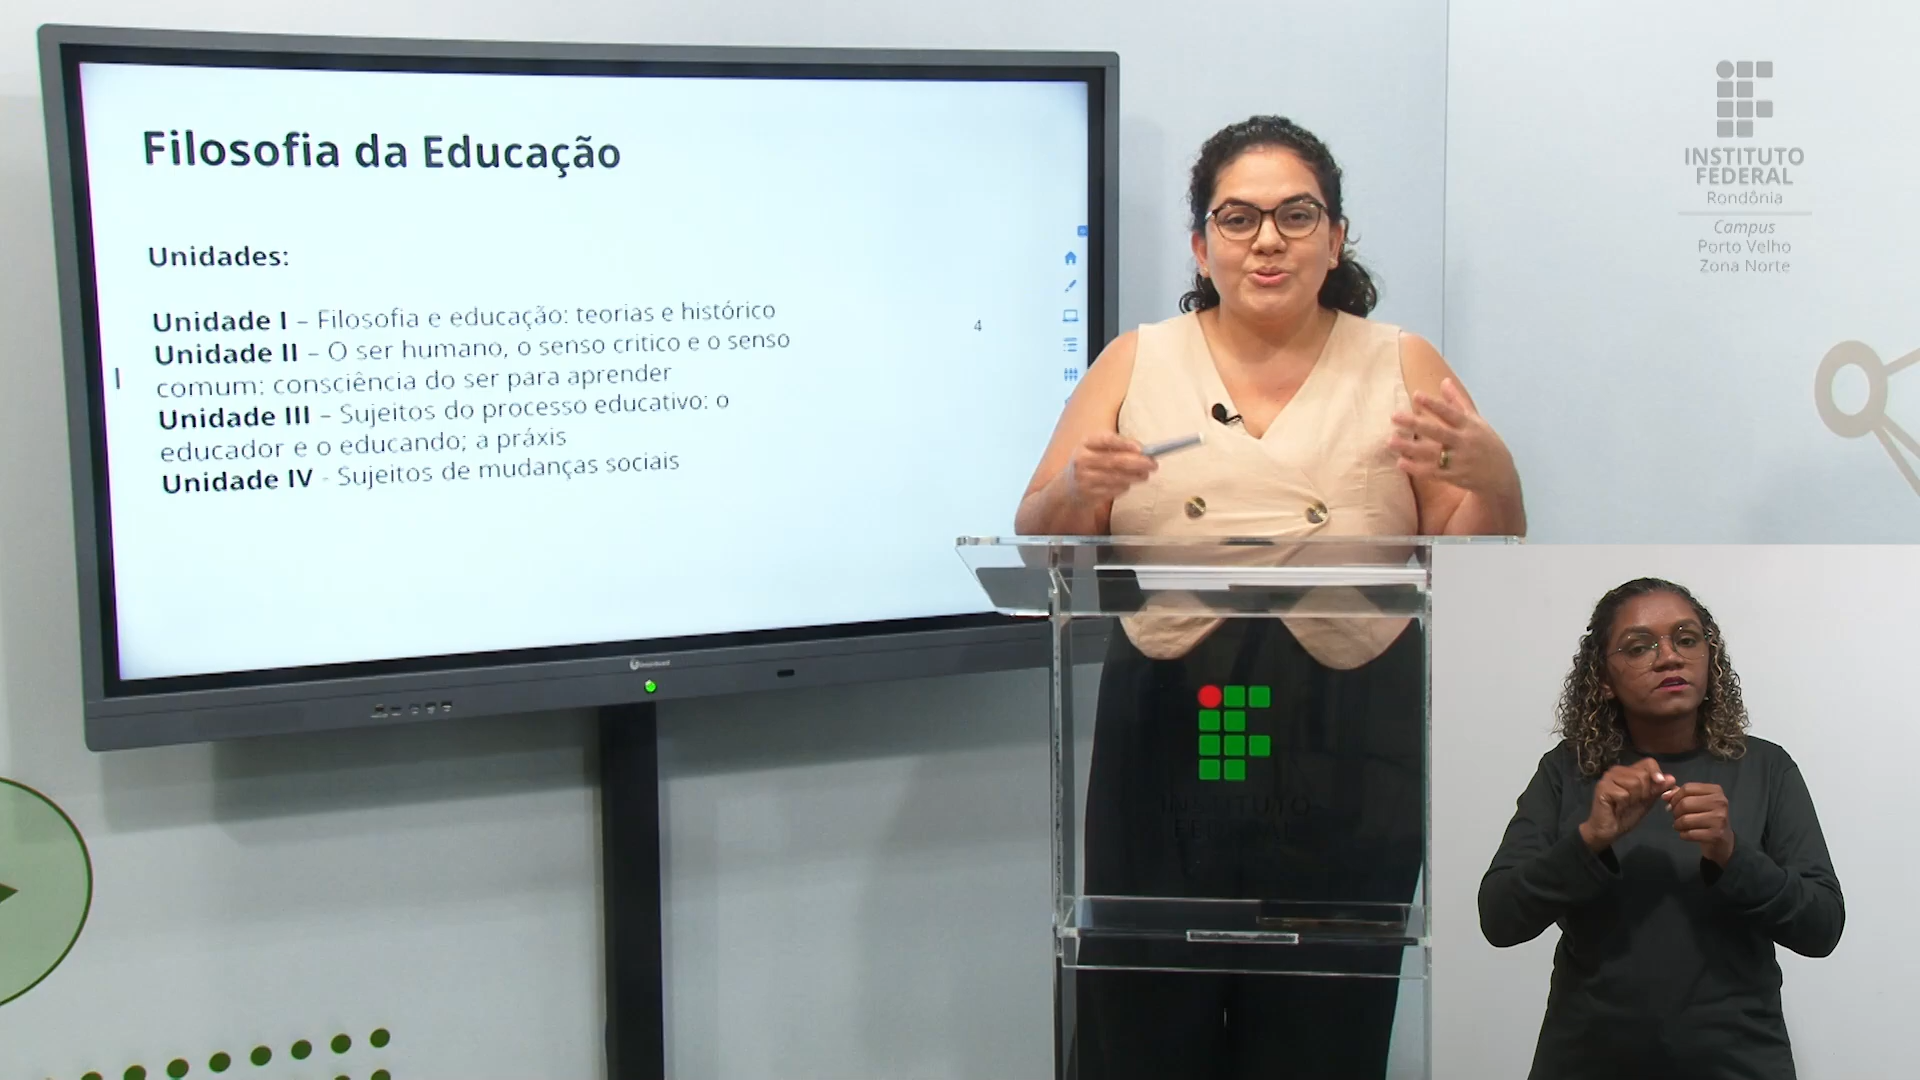 Filosofia da Educação
Unidades:
Unidade I – Filosofia e educação: teorias e histórico
Unidade II – O ser humano, o senso critico e o senso
comum: consciência do ser para aprender
Unidade III – Sujeitos do processo educativo: o
educador e o educando; a práxis
Unidade IV - Sujeitos de mudanças sociais
4
INSTITUTO
FEDERAL
Rondônia
Campus
Porto Velho
Zona Norte
INSTITUTO
FEDERAL